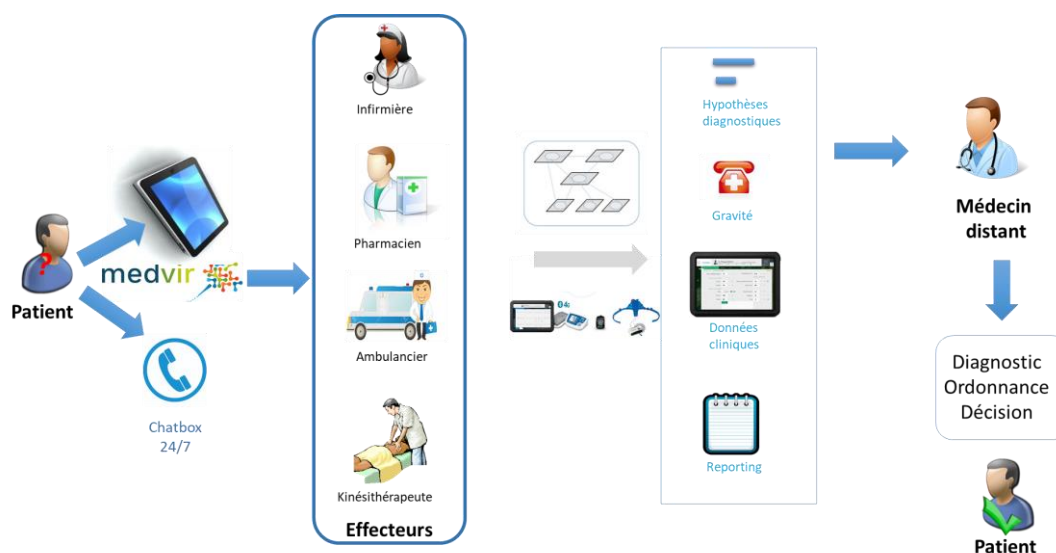 Patient
medvir
Chatbox
24/7
Infirmière
Pharmacien
Ambulancier
Kinésithérapeute
Effecteurs
Hypothèses
diagnostiques
Gravité
Données
cliniques
Reporting
Médecin
distant
Diagnostic
Ordonnance
Décision
Patient